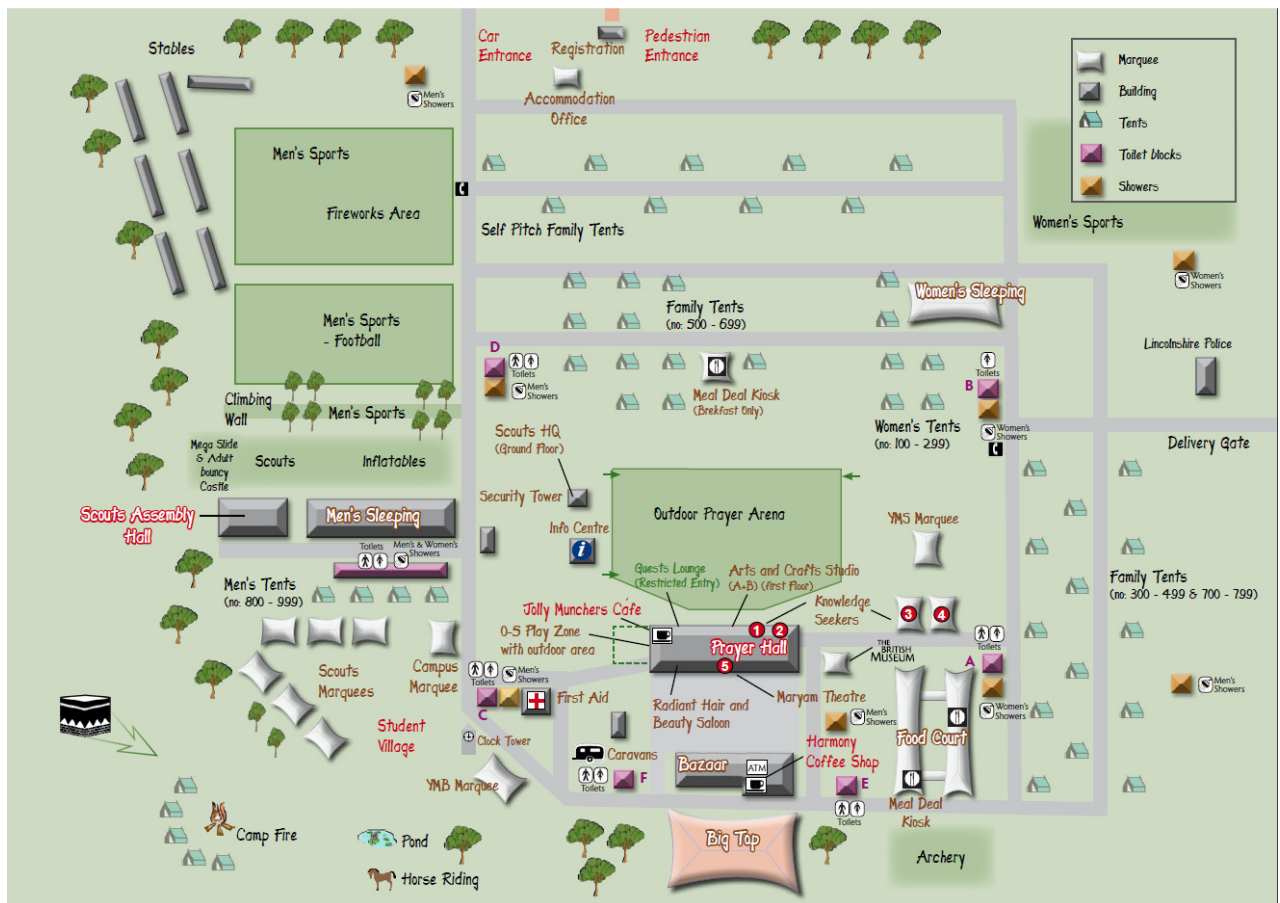 Stables
Men's
Showers
Car
Entrance
Registration
Pedestrian
Entrance
Accommodation
Office
Marquee
Building
Tents
Toilet blocks
Showers
Men's Sports
Fireworks Area
Self Pitch Family Tents
Women's Sports
Women's
Showers
Men's Sports
- Football
Family Tents
(no: 500 - 699)
Women's Sleeping
Lincolnshire Police
D
Toilets
Men's
Showers
Meal Deal Kiosk
(Brekfast Only)
Toilets
B
Women's
Showers
Climbing
Wall
Men's Sports
Women's Tents
(no: 100 - 299)
Delivery Gate
Mega Slide
& Adult
bouncy
Castle
Scouts
Inflatables
Scouts HQ
(Ground Floor)
Security Tower
Scouts Assembly
Hall
Men's Sleeping
Outdoor Prayer Arena
YMS Marquee
Info Centre
i
Toilets
Men's & Women's
Showers
Men's Tents
(no: 800 - 999)
Guests Lounge
(Restricted Entry)
Arts and Crafts Studio
(A+B) (first Floor)
Family Tents
(no: 300 - 499 & 700 - 799)
Jolly Munchers Café
Knowledge
Seekers
1
2
3
4
5
0-5 Play Zone
with outdoor area
Prayer Hall
THE
BRITISH
MUSEUM
Toilets
A
Women's
Showers
Men's
Showers
Scouts
Marquees
Campus
Marquee
Toilets
Men's
Showers
C
First Aid
Radiant Hair and
Beauty Saloon
Maryam Theatre
Men's
Showers
Student
Village
Clock Tower
Food Court
Harmony
Coffee Shop
Caravans
Bazaar
ATM
YMB Marquee
Toilets
F
E
Toilets
Meal Deal
Kiosk
Camp Fire
Pond
Horse Riding
Big Top
Archery